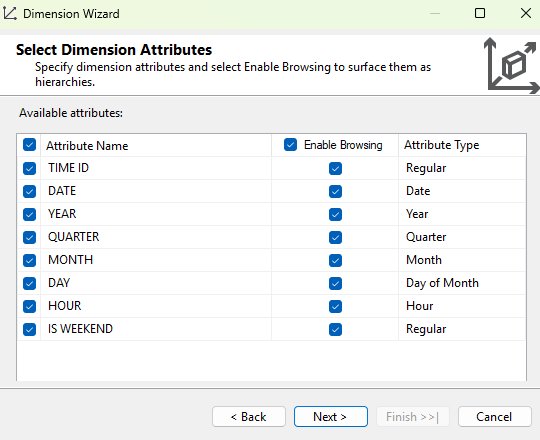 Dimension Wizard
Select Dimension Attributes
Specify dimension attributes and select Enable Browsing to surface them as
hierarchies.
Available attributes:
Attribute Name Enable Browsing Attribute Type
TIME ID Regular
DATE Date
YEAR Year
QUARTER Quarter
MONTH Month
DAY Day of Month
HOUR Hour
IS WEEKEND Regular
< Back Next > Finish >>| Cancel